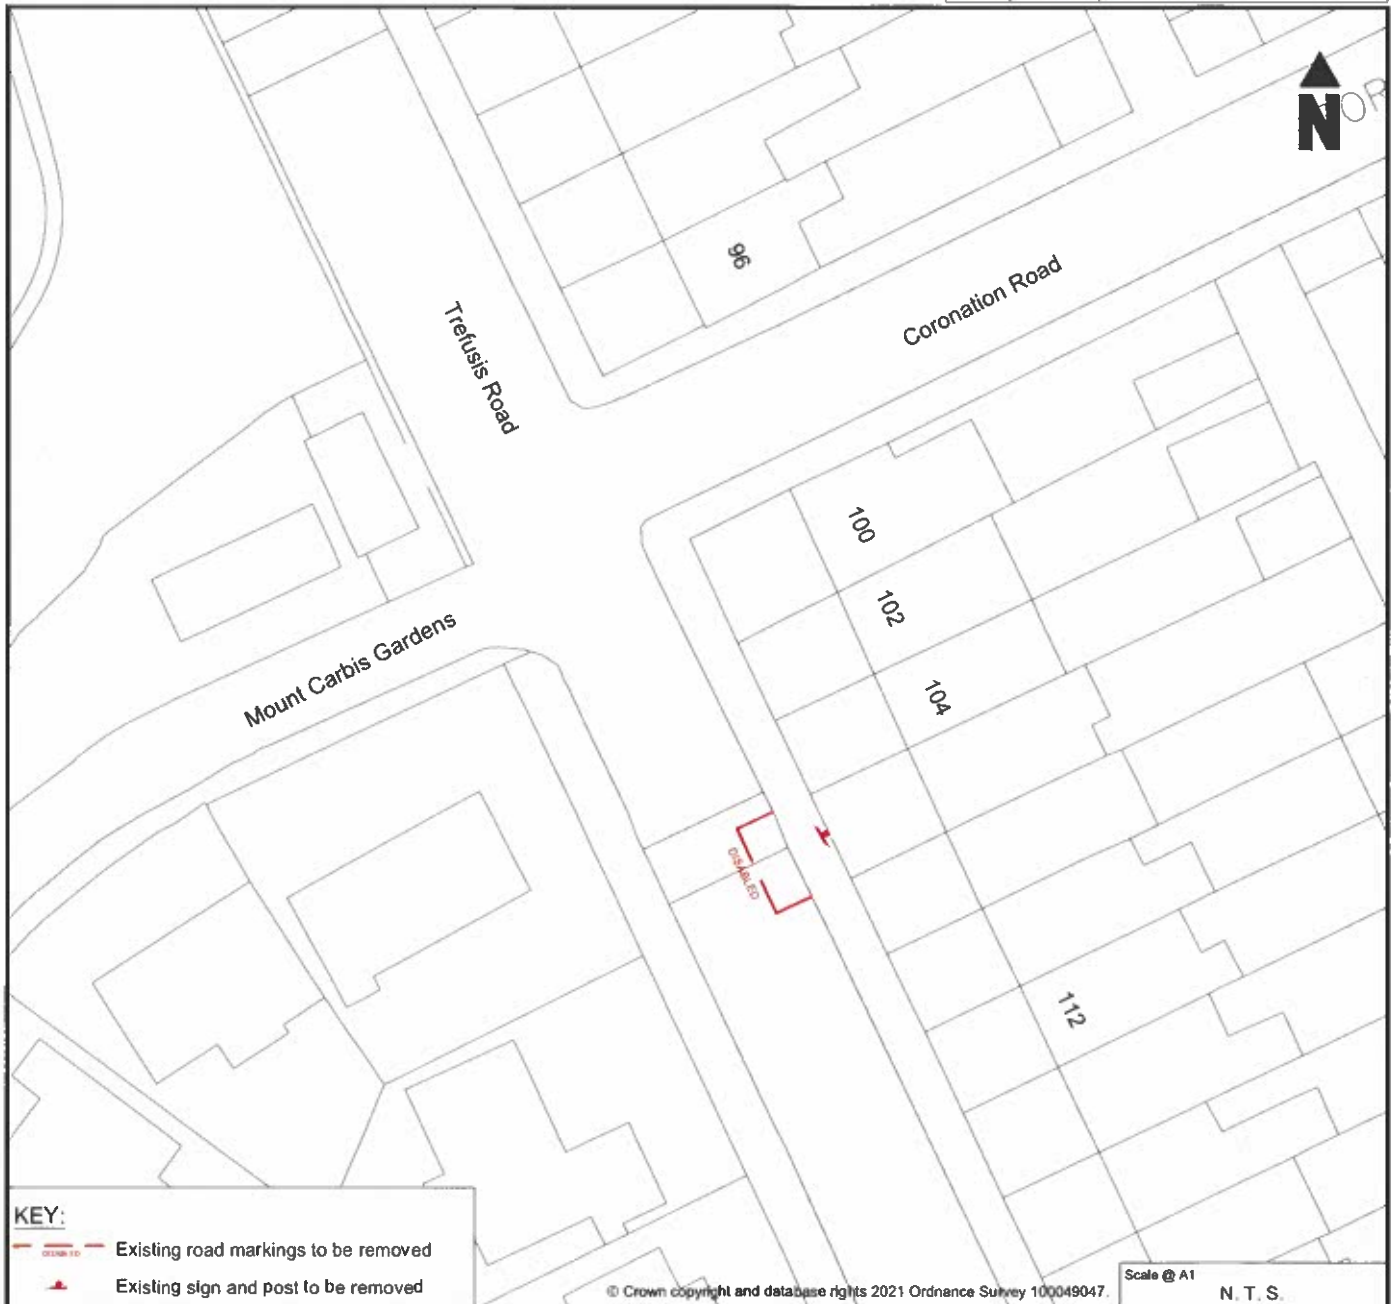 N
OR
96
Coronation Road
Trefusis Road
100
102
Mount Carbis Gardens
104
DISABLED
112
KEY:
DISABLED
Existing road markings to be removed
Existing sign and post to be removed
© Crown copyright and database rights 2021 Ordnance Survey 100049047.
Scale @ A1
N. T. S.